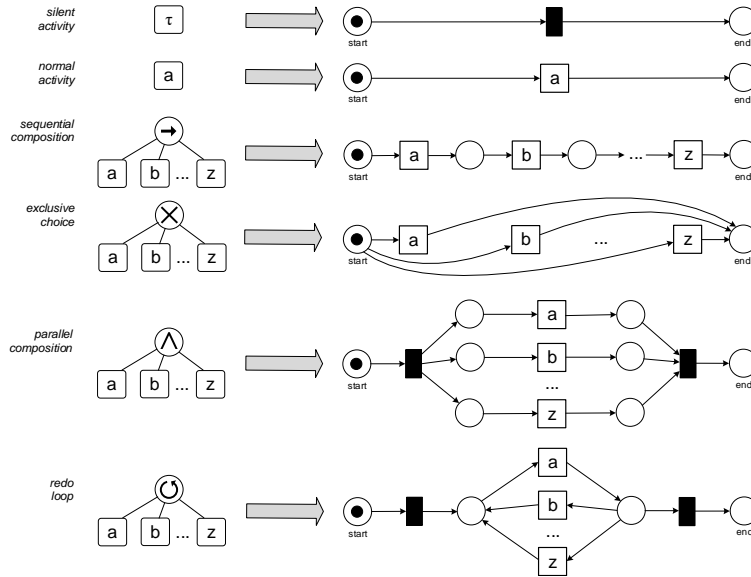 silent
activity
τ
start
end
normal
activity
a
start
a
end
sequential
composition
a b ... z
start
a b ... z
end
exclusive
choice
a b ... z
start
a b ... z
end
parallel
composition
a b ... z
start
a
b
...
z
end
redo
loop
a b ... z
start
a
b
...
z
end